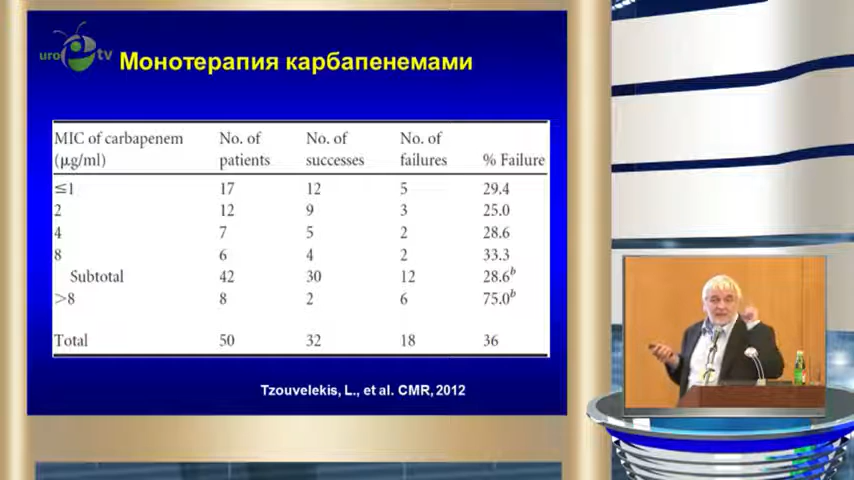 uro tv
Монотерапия карбапенемами
MIC of carbapenem (μg/ml) No. of patients No. of successes No. of failures % Failure
≤1 17 12 5 29.4
2 12 9 3 25.0
4 7 5 2 28.6
8 6 4 2 33.3
Subtotal 42 30 12 28.6b
>8 8 2 6 75.0b
Total 50 32 18 36
Tzouvelekis, L., et al. CMR, 2012